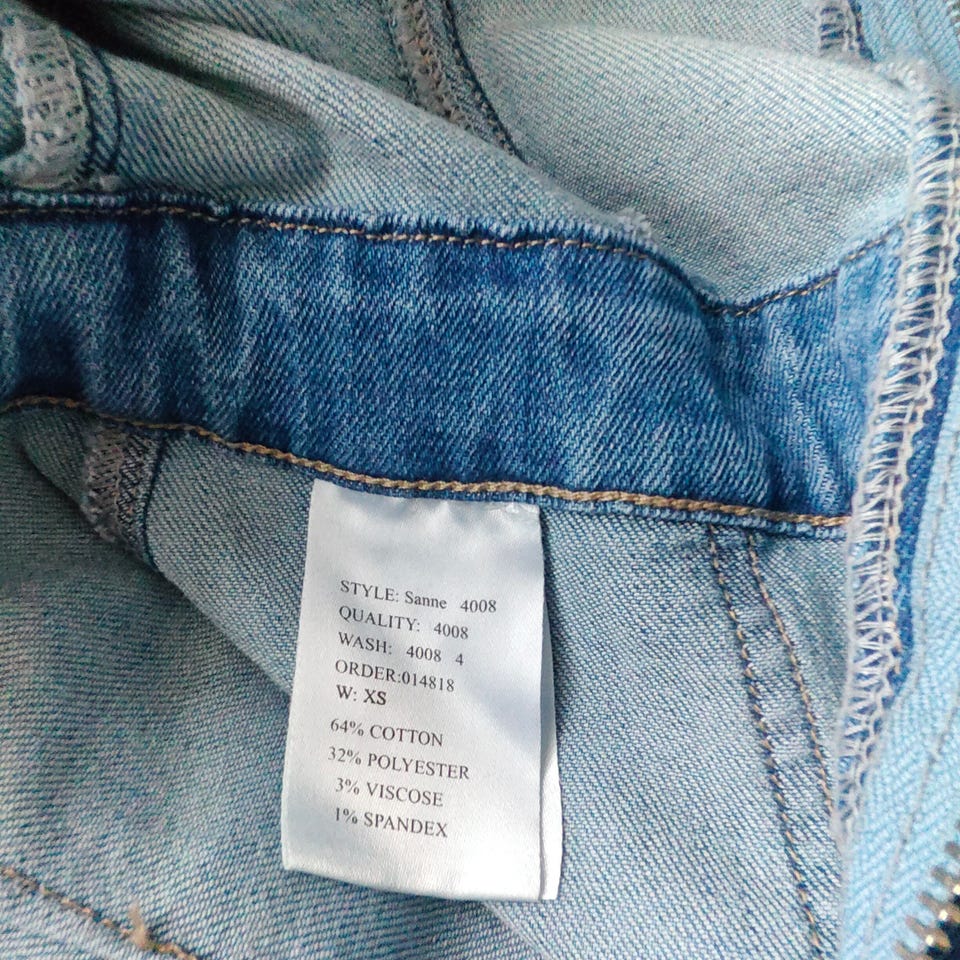 STYLE: Sanne 4008
QUALITY: 4008
WASH: 4008 4
ORDER:014818
W: XS
64% COTTON
32% POLYESTER
3% VISCOSE
1% SPANDEX